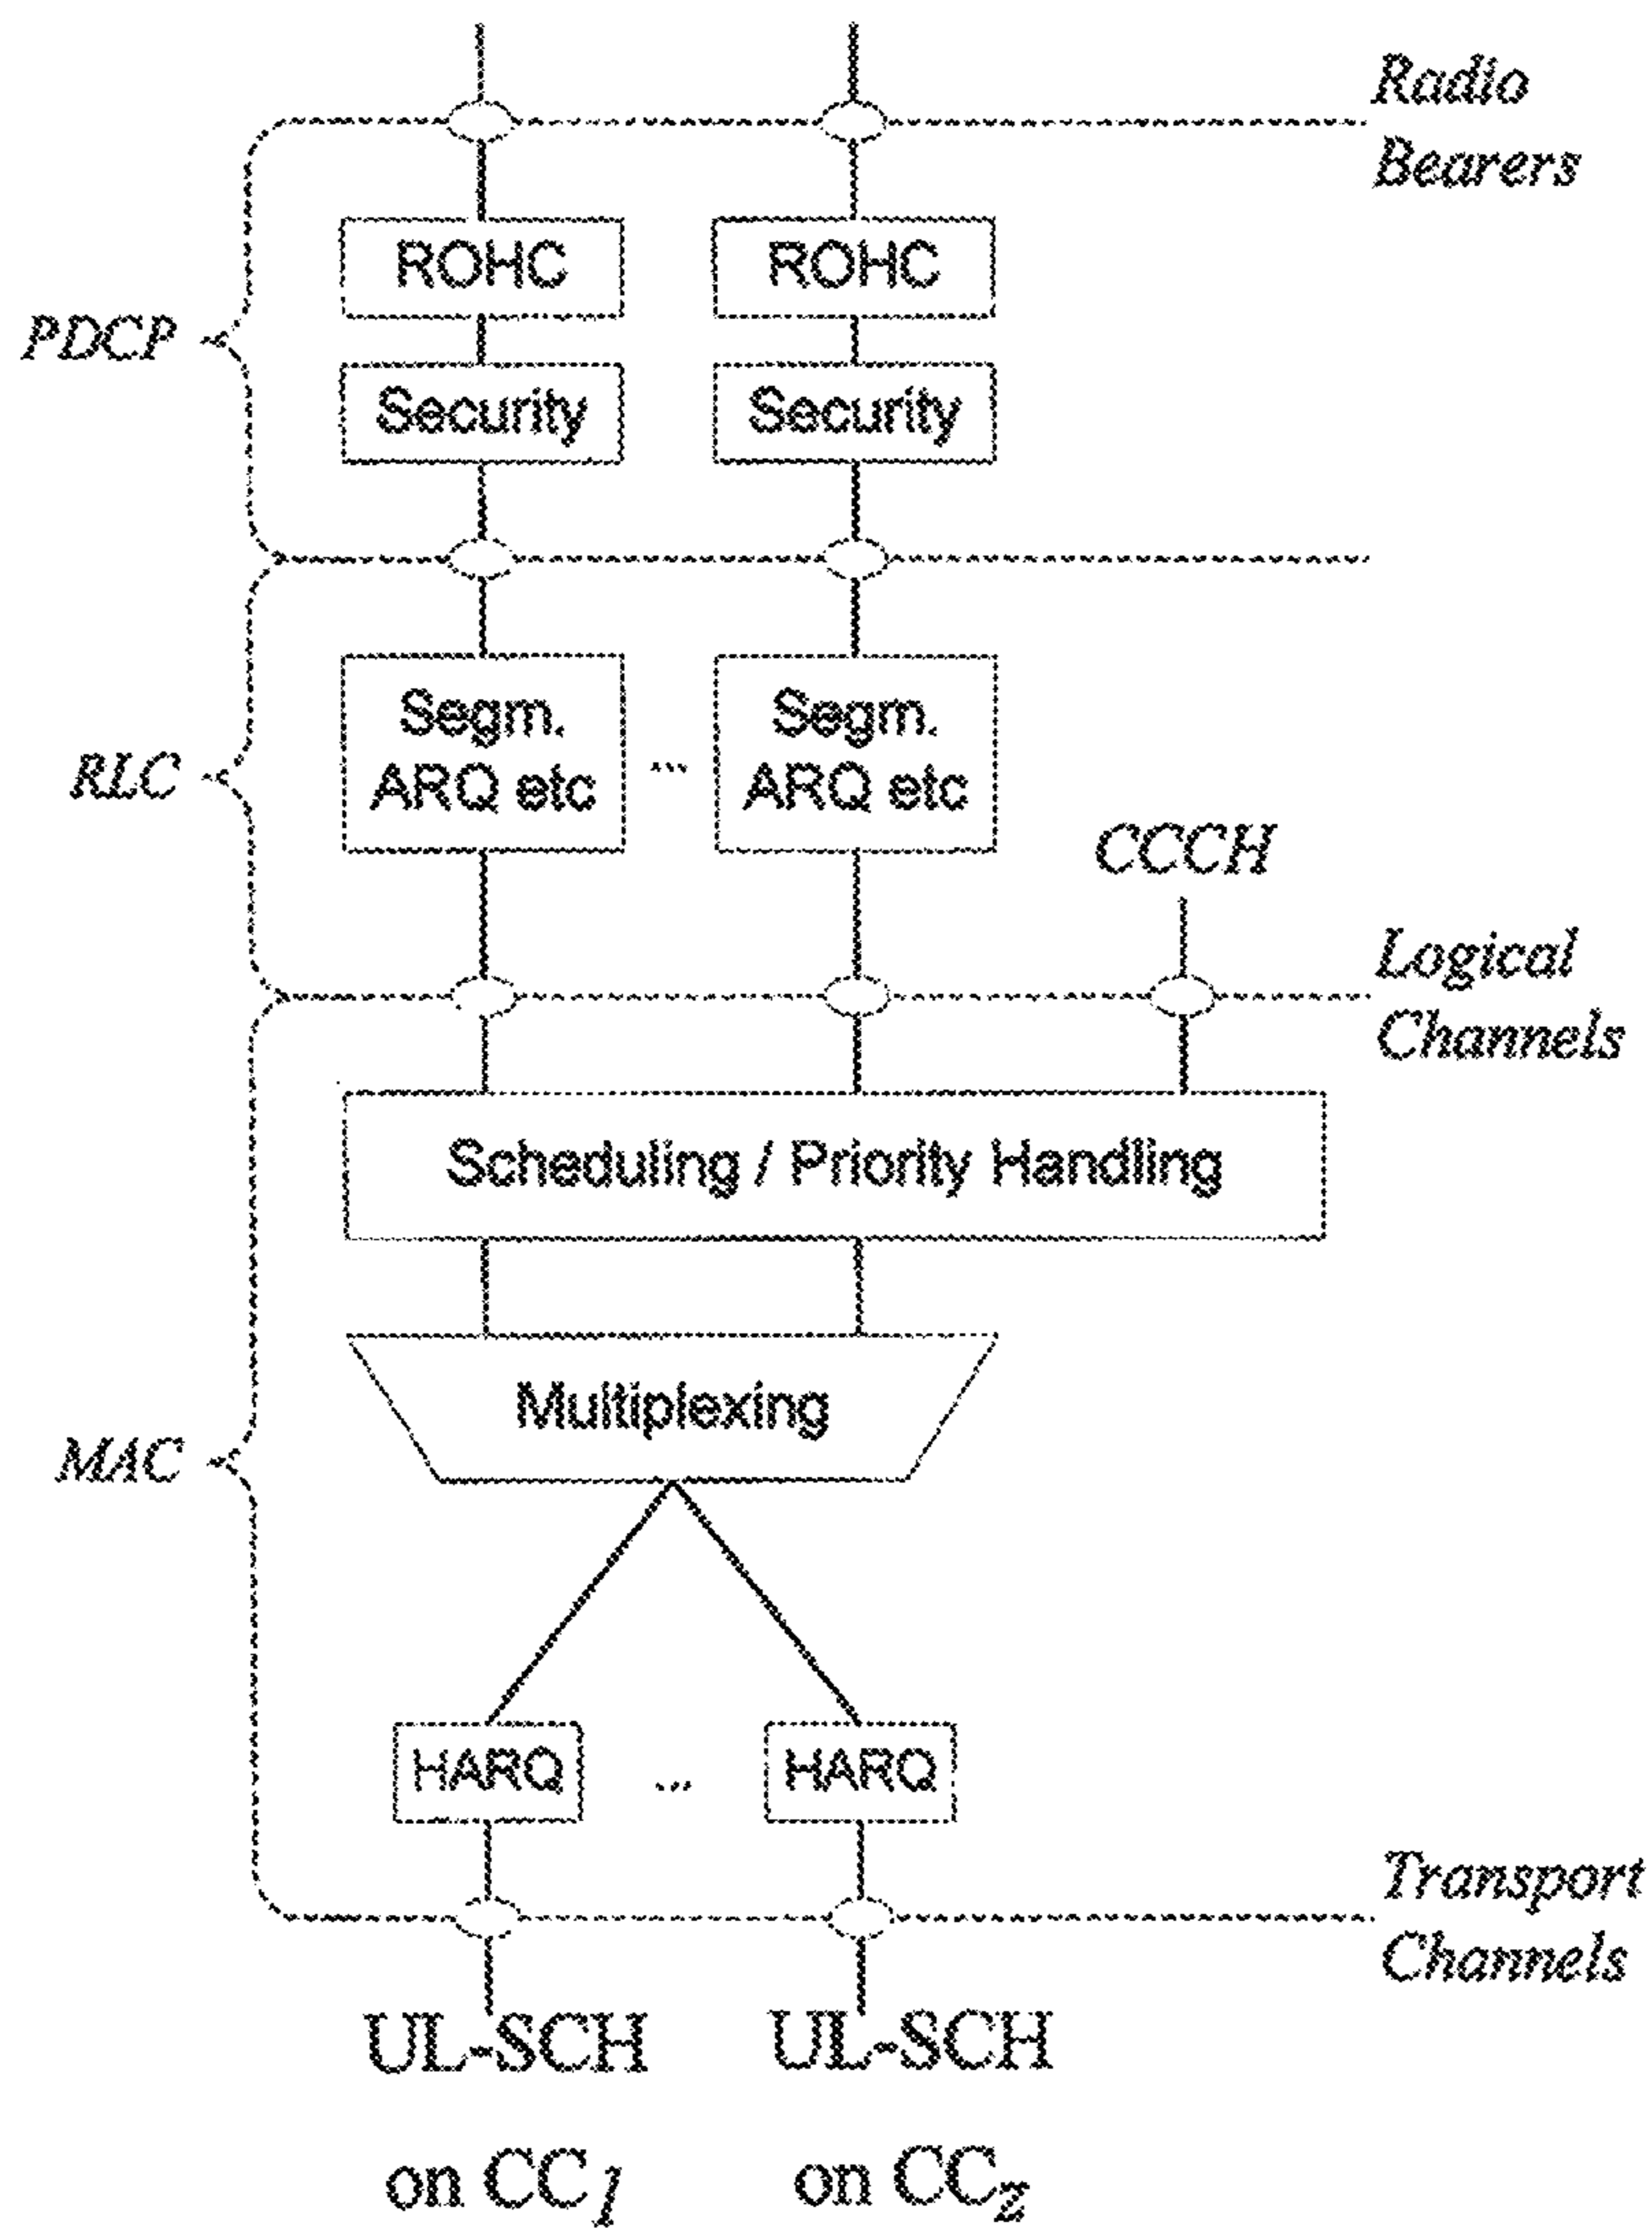 Radio
Bearers
ROHC ROHC
PDCP
Security Security
Segm. Segm.
RLC
ARQ etc ... ARQ etc
CCCH
Logical
Channels
Scheduling / Priority Handling
Multiplexing
MAC
HARQ ... HARQ
Transport
Channels
UL-SCH UL-SCH
on CC1 on CCz